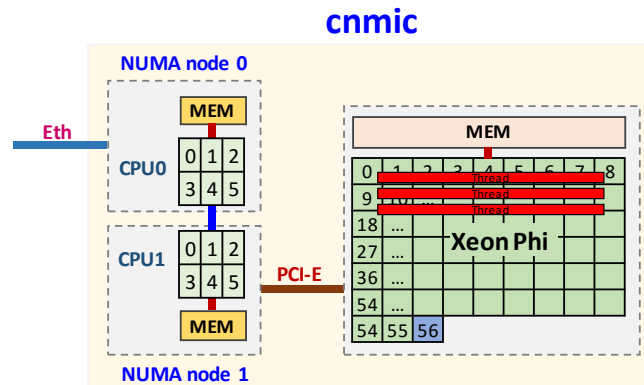 cnmic
NUMA node 0
MEM
Eth
CPU0
0 1 2
3 4 5
CPU1
0 1 2
3 4 5
MEM
NUMA node 1
PCI-E
MEM
0 1 2 3 4 5 6 7 8
Thread
Thread
9 10 ...
Thread
18 ...
Xeon Phi
27 ...
36 ...
54 ...
54 55 56